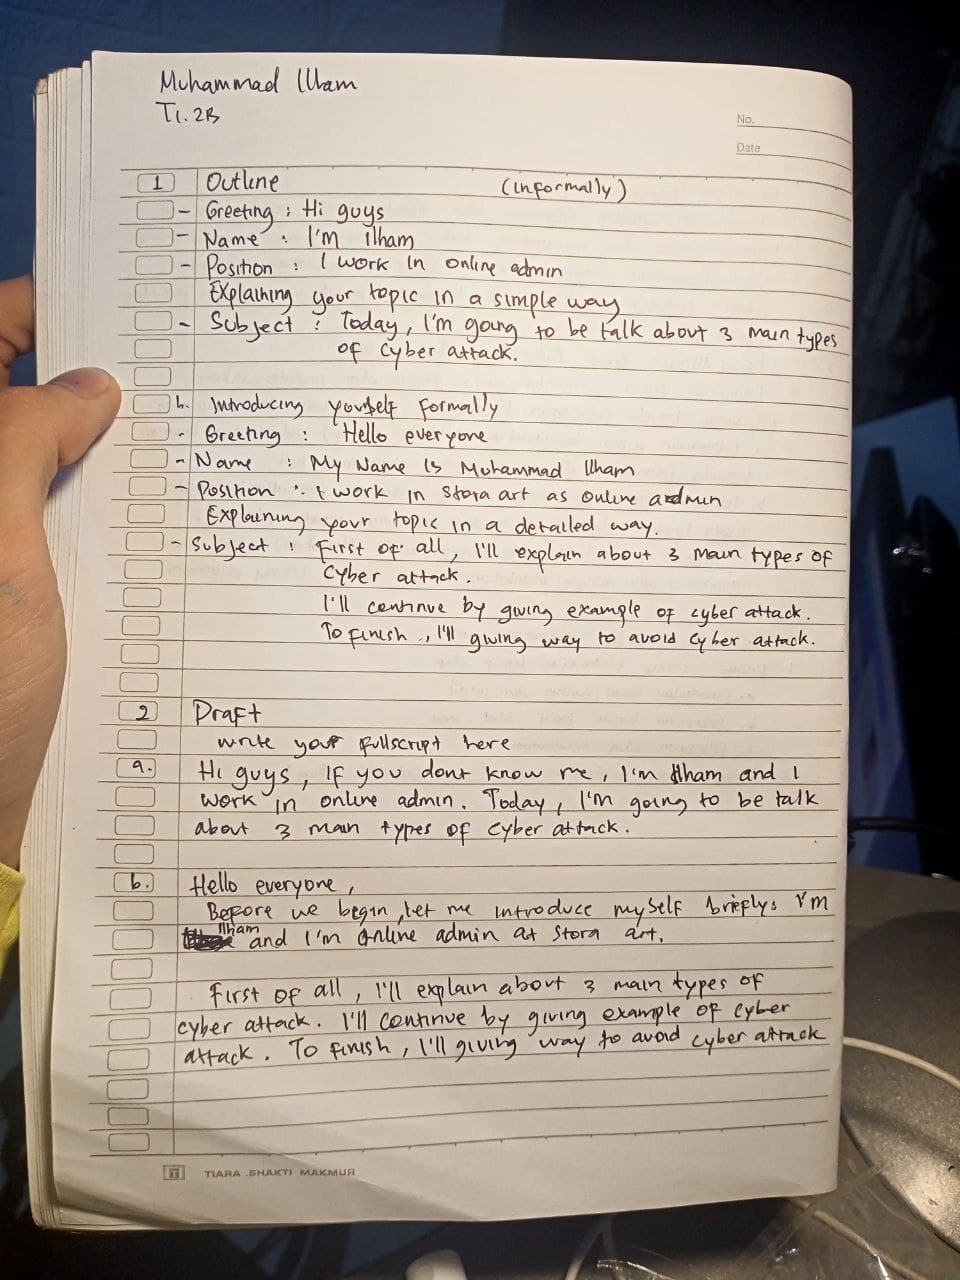 Muhammad Ilham
TI. 2B
No.
Date
1 Outline (informally)
- Greeting : Hi guys
- Name : I'm ilham
- Position : I work in online admin
Explaining your topic in a simple way
- Subject : Today, I'm going to be talk about 3 main types
of cyber attack.
b. Introducing yourself formally
- Greeting : Hello everyone
- Name : My Name is Muhammad Ilham
- Position : I work in Stora art as online admin
Explaining your topic in a detailed way.
- Subject : First of all, I'll explain about 3 main types of
cyber attack.
I'll continue by giving example of cyber attack.
To finish, I'll giving way to avoid cyber attack.
2 Draft
write your fullscript here
a. Hi guys, if you dont know me, I'm Ilham and I
work in online admin. Today, I'm going to be talk
about 3 main types of cyber attack.
b. Hello everyone,
Before we begin, let me introduce myself briefly. I'm
Ilham and I'm online admin at Stora art.
First of all, I'll explain about 3 main types of
cyber attack. I'll continue by giving example of cyber
attack. To finish, I'll giving way to avoid cyber attack
TIARA SHAKTI MAKMUR